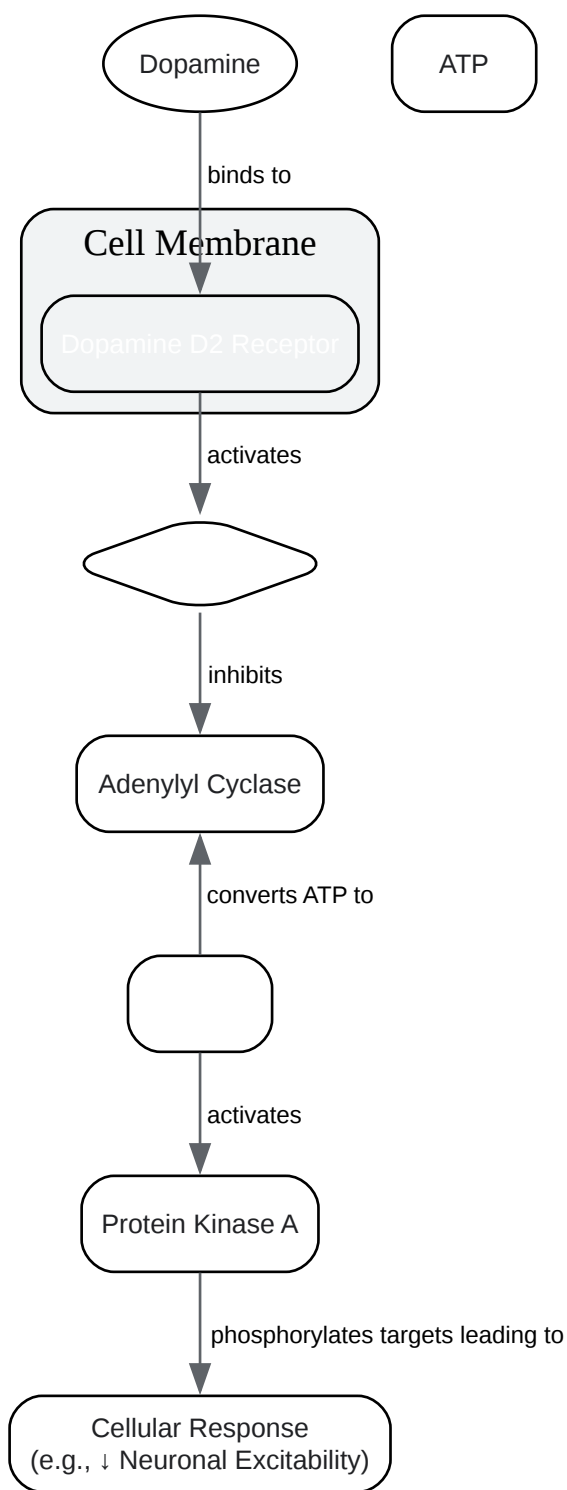 Dopamine
ATP
binds to
Cell Membrane
Dopamine D2 Receptor
activates
inhibits
Adenylyl Cyclase
converts ATP to
activates
Protein Kinase A
phosphorylates targets leading to
Cellular Response
(e.g., ↓ Neuronal Excitability)